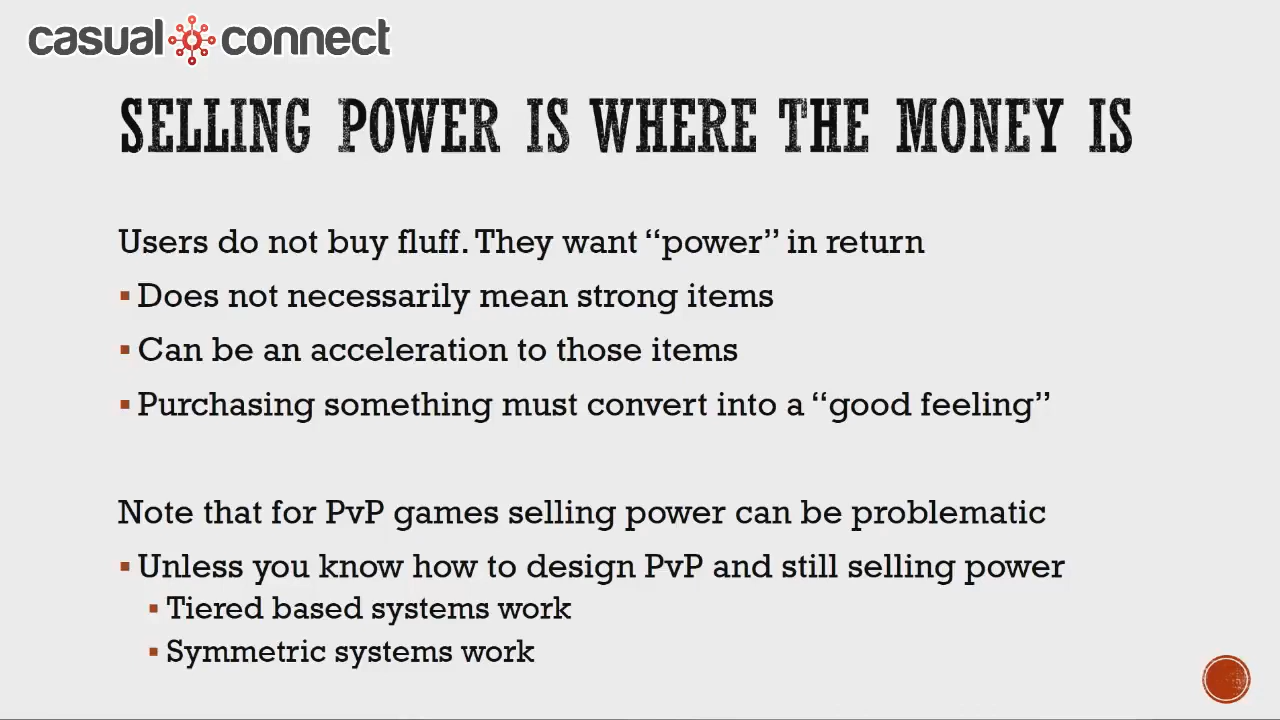 casual connect
SELLING POWER IS WHERE THE MONEY IS
Users do not buy fluff. They want “power” in return
▪ Does not necessarily mean strong items
▪ Can be an acceleration to those items
▪ Purchasing something must convert into a “good feeling”
Note that for PvP games selling power can be problematic
▪ Unless you know how to design PvP and still selling power
▪ Tiered based systems work
▪ Symmetric systems work